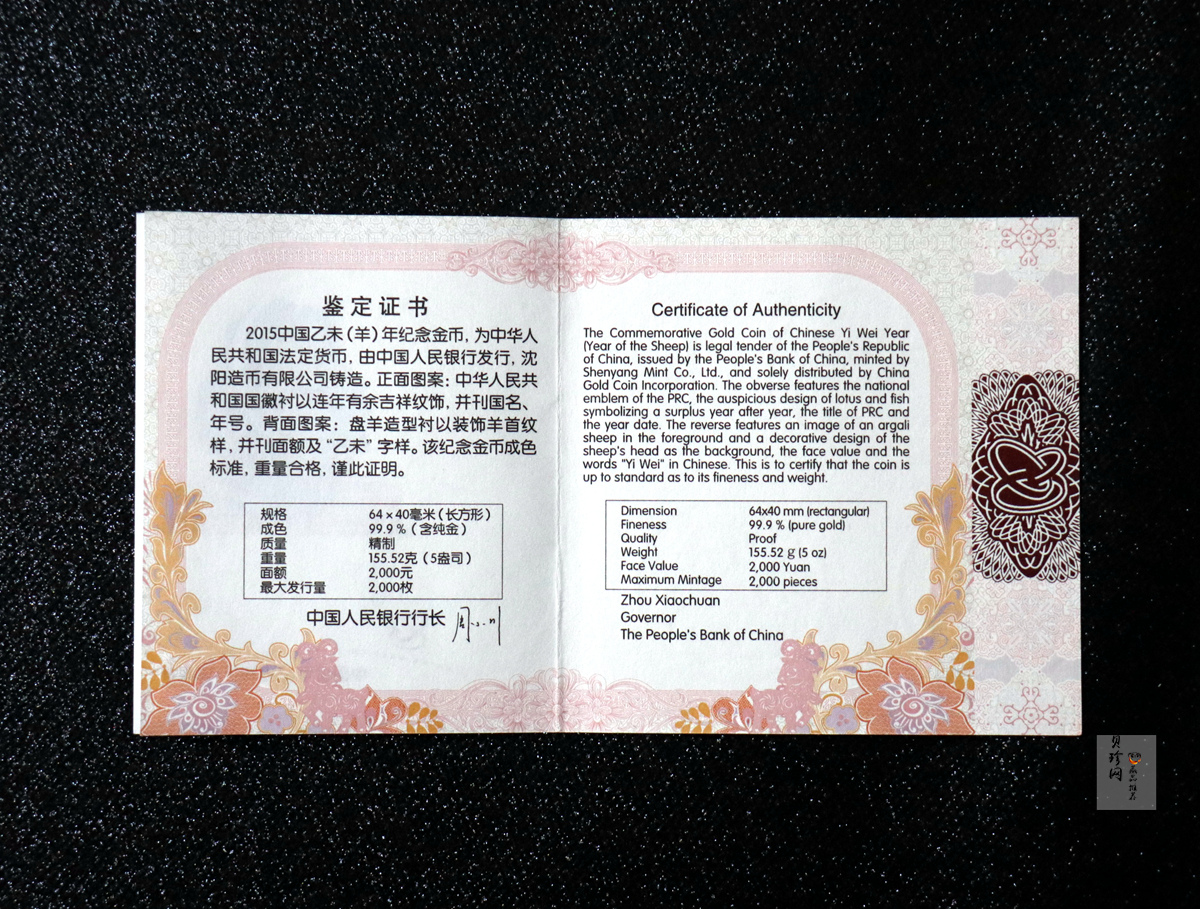 鉴定证书
2015中国乙未（羊）年纪念金币，为中华人
民共和国法定货币，由中国人民银行发行，沈
阳造币有限公司铸造。正面图案：中华人民共
和国国徽衬以连年有余吉祥纹饰，并刊国名、
年号。背面图案：盘羊造型衬以装饰羊首纹
样，并刊面额及“乙未”字样。该纪念金币成色
标准，重量合格，谨此证明。
规格 64×40毫米（长方形）
成色 99.9％（含纯金）
质量 精制
重量 155.52克（5盎司）
面额 2,000元
最大发行量 2,000枚
中国人民银行行长
Certificate of Authenticity
The Commemorative Gold Coin of Chinese Yi Wei Year
(Year of the Sheep) is legal tender of the People's Republic
of China, issued by the People's Bank of China, minted by
Shenyang Mint Co., Ltd., and solely distributed by China
Gold Coin Incorporation. The obverse features the national
emblem of the PRC, the auspicious design of lotus and fish
symbolizing a surplus year after year, the title of PRC and
the year date. The reverse features an image of an argali
sheep in the foreground and a decorative design of the
sheep's head as the background, the face value and the
words "Yi Wei" in Chinese. This is to certify that the coin is
up to standard as to its fineness and weight.
Dimension 64x40 mm (rectangular)
Fineness 99.9 % (pure gold)
Quality Proof
Weight 155.52 g (5 oz)
Face Value 2,000 Yuan
Maximum Mintage 2,000 pieces
Zhou Xiaochuan
Governor
The People's Bank of China
贝珍网